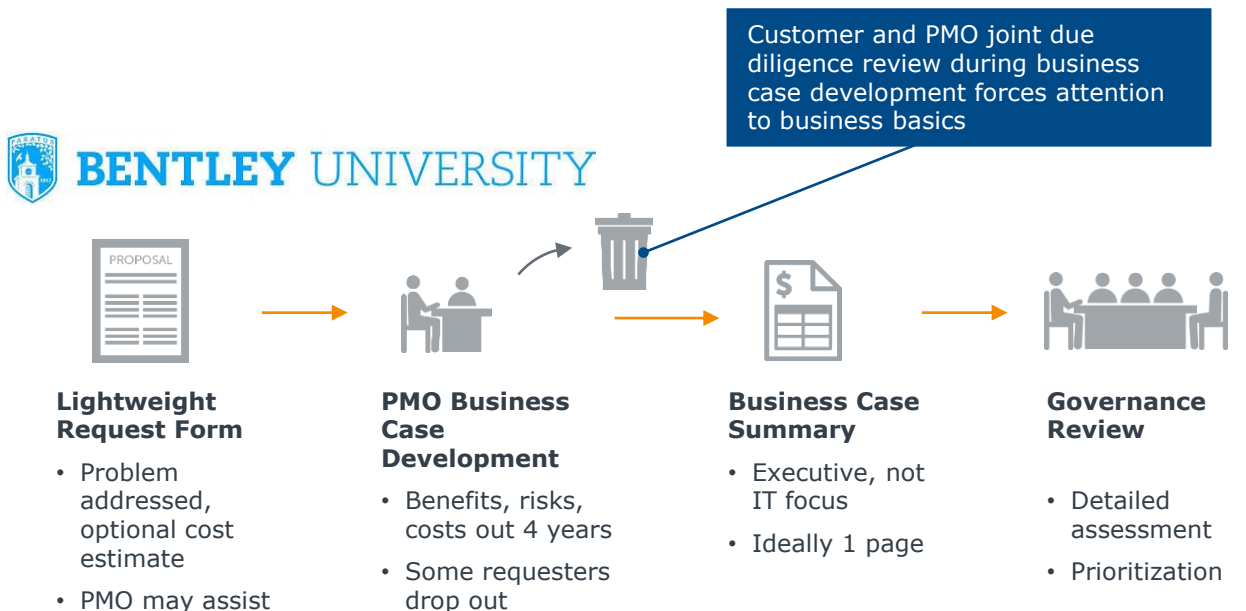 Customer and PMO joint due
diligence review during business
case development forces attention
to business basics
BENTLEY UNIVERSITY
PROPOSAL
$
Lightweight
Request Form
• Problem
addressed,
optional cost
estimate
• PMO may assist
PMO Business
Case
Development
• Benefits, risks,
costs out 4 years
• Some requesters
drop out
Business Case
Summary
• Executive, not
IT focus
• Ideally 1 page
Governance
Review
• Detailed
assessment
• Prioritization